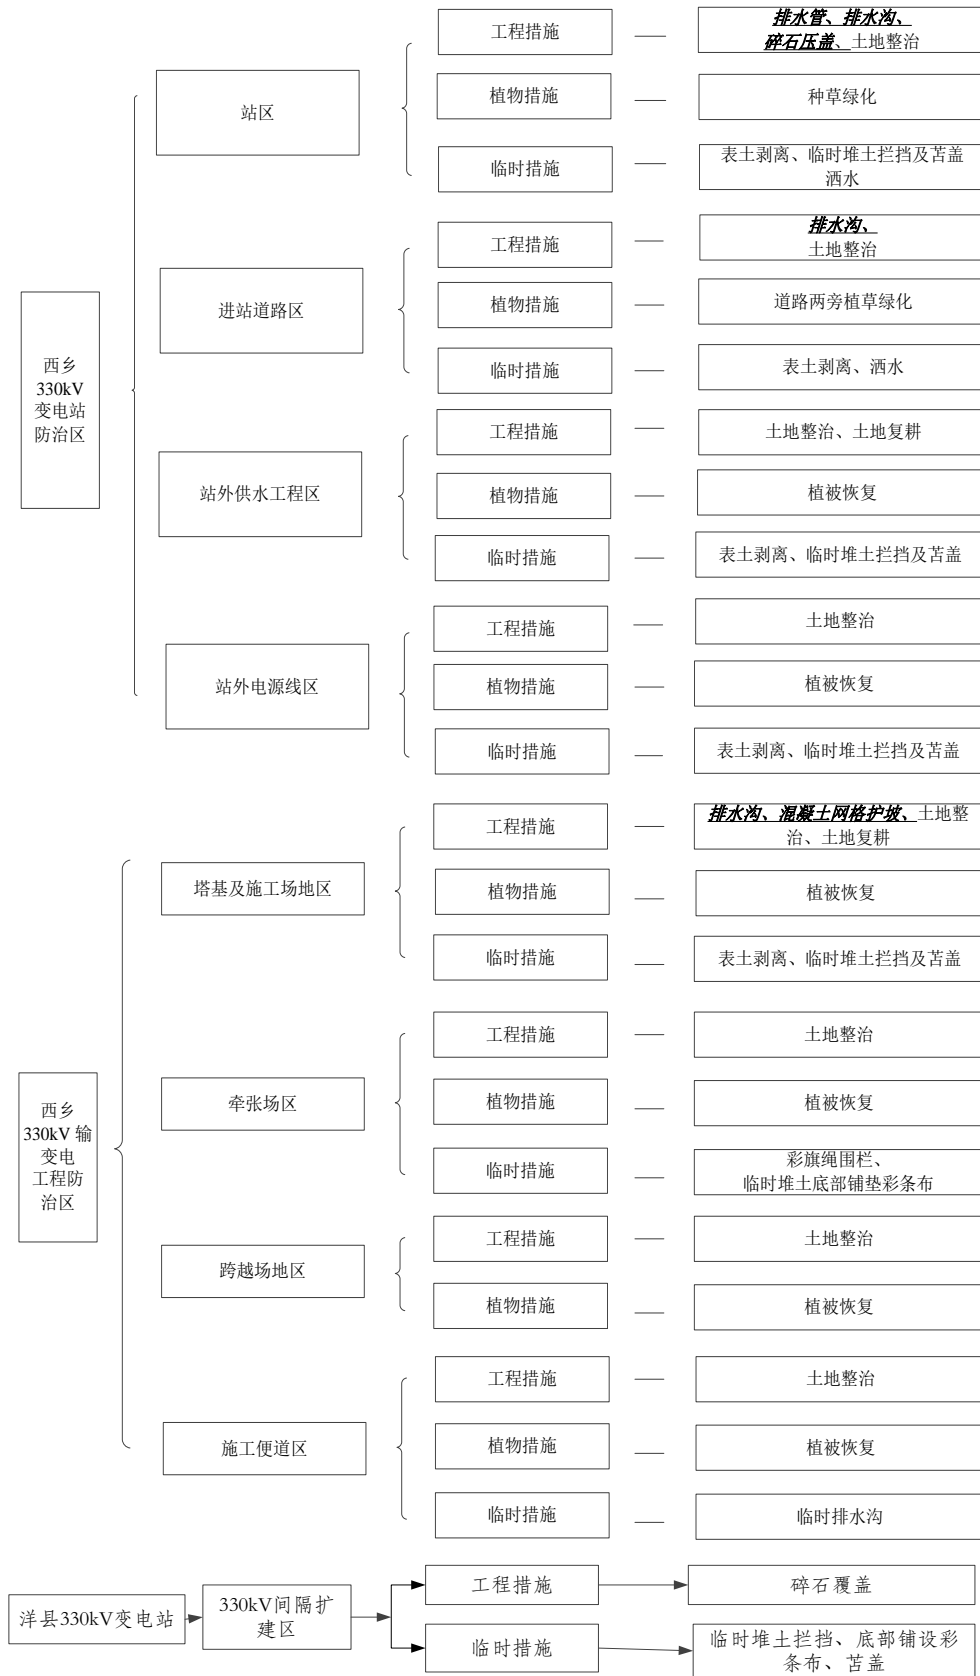 西乡
330kV
变电站
防治区
站区
工程措施
排水管、排水沟、
碎石压盖、土地整治
植物措施
种草绿化
临时措施
表土剥离、临时堆土拦挡及苫盖
洒水
进站道路区
工程措施
排水沟、
土地整治
植物措施
道路两旁植草绿化
临时措施
表土剥离、洒水
站外供水工程区
工程措施
土地整治、土地复耕
植物措施
植被恢复
临时措施
表土剥离、临时堆土拦挡及苫盖
站外电源线区
工程措施
土地整治
植物措施
植被恢复
临时措施
表土剥离、临时堆土拦挡及苫盖
西乡
330kV 输
变电
工程防
治区
塔基及施工场地区
工程措施
排水沟、混凝土网格护坡、土地整
治、土地复耕
植物措施
植被恢复
临时措施
表土剥离、临时堆土拦挡及苫盖
牵张场区
工程措施
土地整治
植物措施
植被恢复
临时措施
彩旗绳围栏、
临时堆土底部铺垫彩条布
跨越场地区
工程措施
土地整治
植物措施
植被恢复
施工便道区
工程措施
土地整治
植物措施
植被恢复
临时措施
临时排水沟
洋县330kV变电站
330kV间隔扩
建区
工程措施
碎石覆盖
临时措施
临时堆土拦挡、底部铺设彩
条布、苫盖